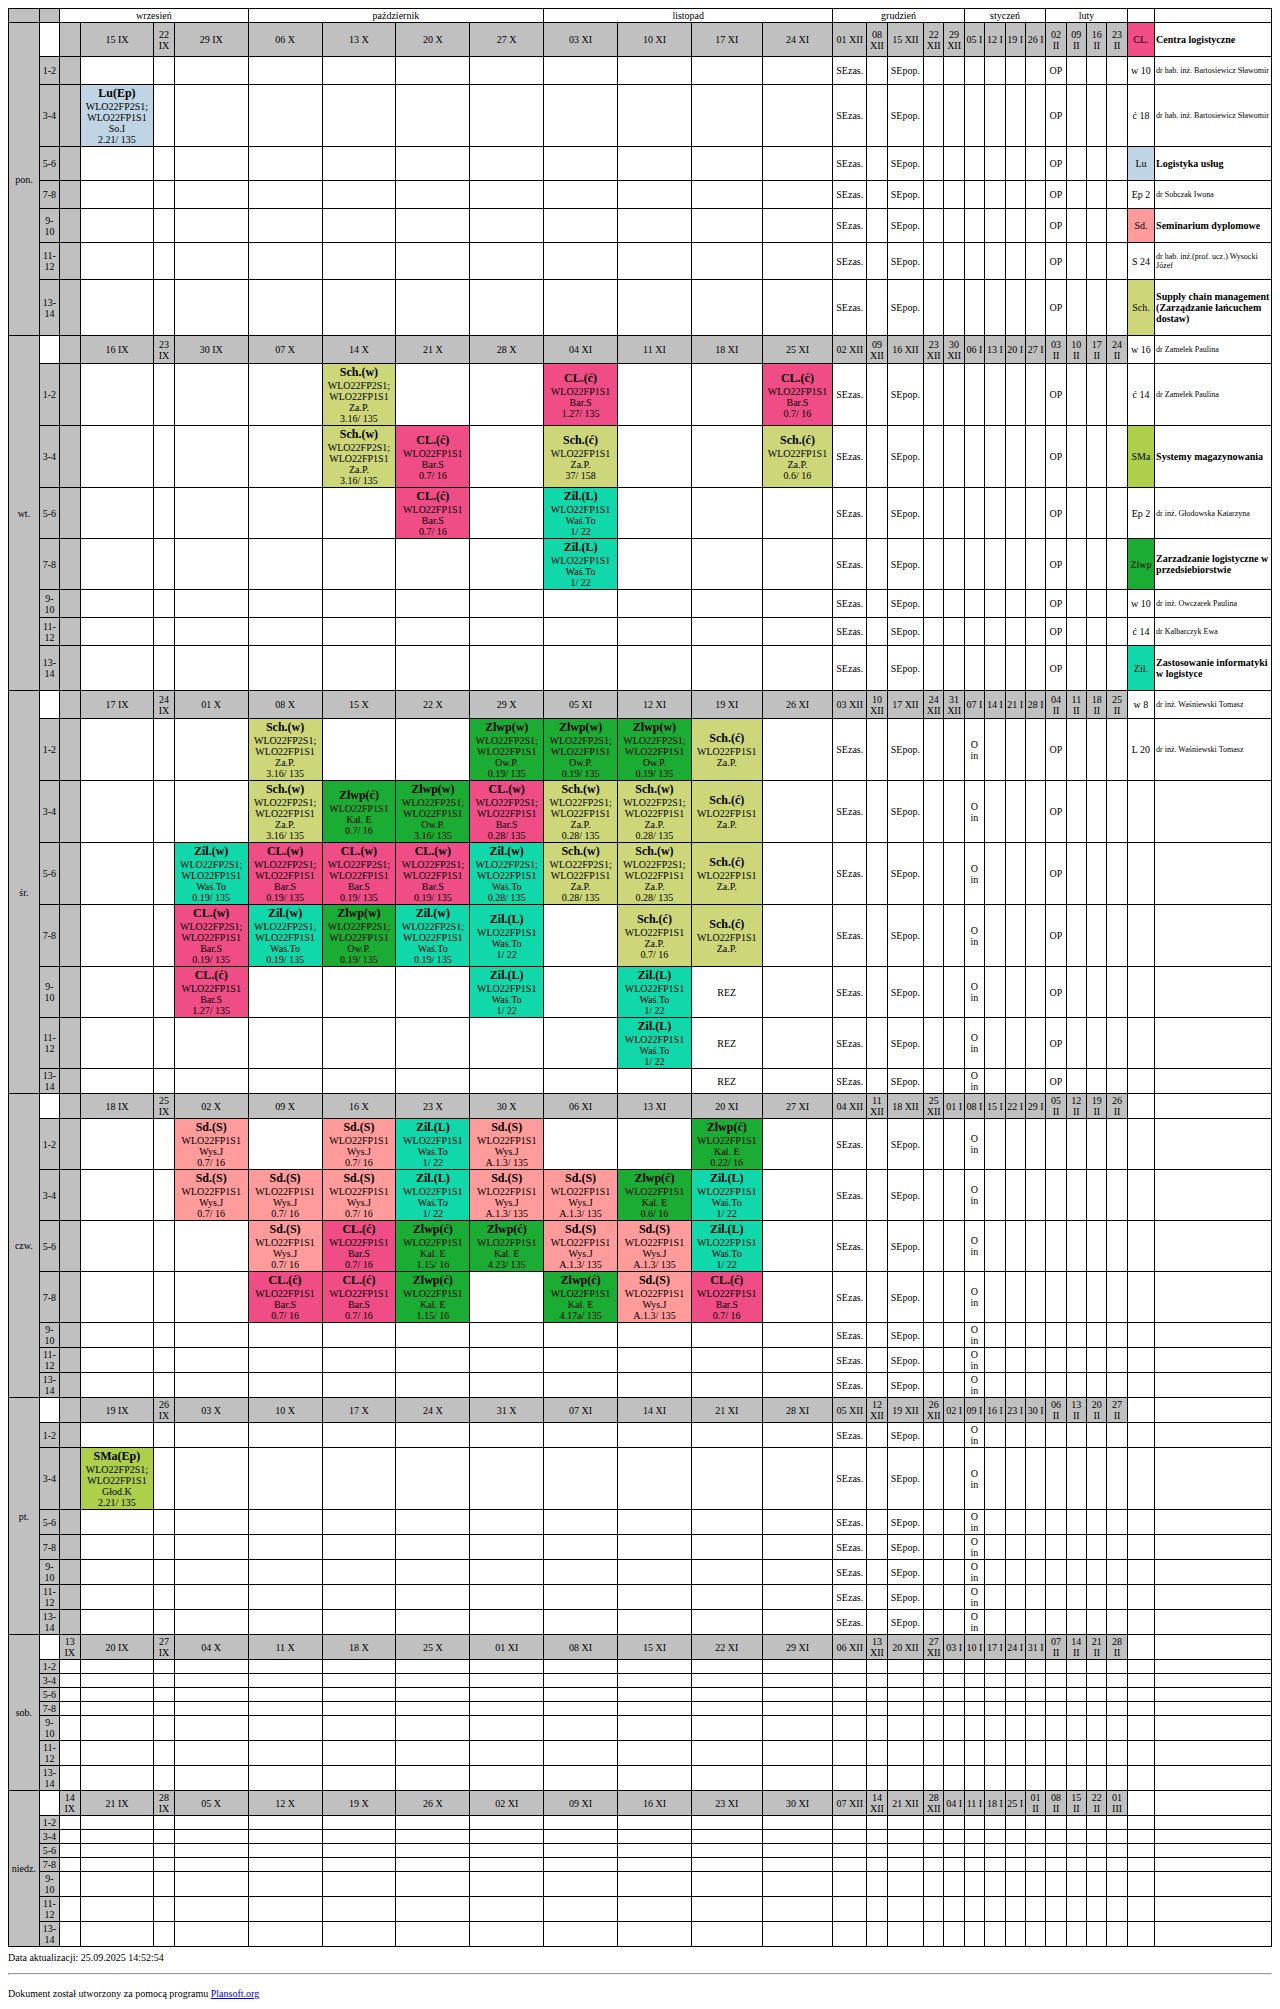 wrzesień październik listopad grudzień styczeń luty
pon. 15 IX 22 IX 29 IX 06 X 13 X 20 X 27 X 03 XI 10 XI 17 XI 24 XI 01 XII 08 XII 15 XII 22 XII 29 XII 05 I 12 I 19 I 26 I 02 II 09 II 16 II 23 II CL. Centra logistyczne
1-2 SEzas. SEpop. OP w 10 dr hab. inż. Bartosiewicz Sławomir
3-4 Lu(Ep) WLO22FP2S1; WLO22FP1S1 So.I 2.21/ 135 SEzas. SEpop. OP ć 18 dr hab. inż. Bartosiewicz Sławomir
5-6 SEzas. SEpop. OP Lu Logistyka usług
7-8 SEzas. SEpop. OP Ep 2 dr Sobczak Iwona
9-10 SEzas. SEpop. OP Sd. Seminarium dyplomowe
11-12 SEzas. SEpop. OP S 24 dr hab. inż.(prof. ucz.) Wysocki Józef
13-14 SEzas. SEpop. OP Sch. Supply chain management (Zarządzanie łańcuchem dostaw)
wt. 16 IX 23 IX 30 IX 07 X 14 X 21 X 28 X 04 XI 11 XI 18 XI 25 XI 02 XII 09 XII 16 XII 23 XII 30 XII 06 I 13 I 20 I 27 I 03 II 10 II 17 II 24 II w 16 dr Zamelek Paulina
1-2 Sch.(w) WLO22FP2S1; WLO22FP1S1 Za.P. 3.16/ 135 CL.(ć) WLO22FP1S1 Bar.S 1.27/ 135 CL.(ć) WLO22FP1S1 Bar.S 0.7/ 16 SEzas. SEpop. OP ć 14 dr Zamelek Paulina
3-4 Sch.(w) WLO22FP2S1; WLO22FP1S1 Za.P. 3.16/ 135 CL.(ć) WLO22FP1S1 Bar.S 0.7/ 16 Sch.(ć) WLO22FP1S1 Za.P. 37/ 158 Sch.(ć) WLO22FP1S1 Za.P. 0.6/ 16 SEzas. SEpop. OP SMa Systemy magazynowania
5-6 CL.(ć) WLO22FP1S1 Bar.S 0.7/ 16 Zil.(L) WLO22FP1S1 Waś.To 1/ 22 SEzas. SEpop. OP Ep 2 dr inż. Głodowska Katarzyna
7-8 Zil.(L) WLO22FP1S1 Waś.To 1/ 22 SEzas. SEpop. OP Zlwp Zarzadzanie logistyczne w przedsiebiorstwie
9-10 SEzas. SEpop. OP w 10 dr inż. Owczarek Paulina
11-12 SEzas. SEpop. OP ć 14 dr Kalbarczyk Ewa
13-14 SEzas. SEpop. OP Zil. Zastosowanie informatyki w logistyce
śr. 17 IX 24 IX 01 X 08 X 15 X 22 X 29 X 05 XI 12 XI 19 XI 26 XI 03 XII 10 XII 17 XII 24 XII 31 XII 07 I 14 I 21 I 28 I 04 II 11 II 18 II 25 II w 8 dr inż. Waśniewski Tomasz
1-2 Sch.(w) WLO22FP2S1; WLO22FP1S1 Za.P. 3.16/ 135 Zlwp(w) WLO22FP2S1; WLO22FP1S1 Ow.P. 0.19/ 135 Zlwp(w) WLO22FP2S1; WLO22FP1S1 Ow.P. 0.19/ 135 Zlwp(w) WLO22FP2S1; WLO22FP1S1 Ow.P. 0.19/ 135 Sch.(ć) WLO22FP1S1 Za.P. SEzas. SEpop. O in OP L 20 dr inż. Waśniewski Tomasz
3-4 Sch.(w) WLO22FP2S1; WLO22FP1S1 Za.P. 3.16/ 135 Zlwp(ć) WLO22FP1S1 Kal. E 0.7/ 16 Zlwp(w) WLO22FP2S1; WLO22FP1S1 Ow.P. 3.16/ 135 CL.(w) WLO22FP2S1; WLO22FP1S1 Bar.S 0.28/ 135 Sch.(w) WLO22FP2S1; WLO22FP1S1 Za.P. 0.28/ 135 Sch.(w) WLO22FP2S1; WLO22FP1S1 Za.P. 0.28/ 135 Sch.(ć) WLO22FP1S1 Za.P. SEzas. SEpop. O in OP
5-6 Zil.(w) WLO22FP2S1; WLO22FP1S1 Waś.To 0.19/ 135 CL.(w) WLO22FP2S1; WLO22FP1S1 Bar.S 0.19/ 135 CL.(w) WLO22FP2S1; WLO22FP1S1 Bar.S 0.19/ 135 CL.(w) WLO22FP2S1; WLO22FP1S1 Bar.S 0.19/ 135 Zil.(w) WLO22FP2S1; WLO22FP1S1 Waś.To 0.28/ 135 Sch.(w) WLO22FP2S1; WLO22FP1S1 Za.P. 0.28/ 135 Sch.(w) WLO22FP2S1; WLO22FP1S1 Za.P. 0.28/ 135 Sch.(ć) WLO22FP1S1 Za.P. SEzas. SEpop. O in OP
7-8 CL.(w) WLO22FP2S1; WLO22FP1S1 Bar.S 0.19/ 135 Zil.(w) WLO22FP2S1; WLO22FP1S1 Waś.To 0.19/ 135 Zlwp(w) WLO22FP2S1; WLO22FP1S1 Ow.P. 0.19/ 135 Zil.(w) WLO22FP2S1; WLO22FP1S1 Waś.To 0.19/ 135 Zil.(L) WLO22FP1S1 Waś.To 1/ 22 Sch.(ć) WLO22FP1S1 Za.P. 0.7/ 16 Sch.(ć) WLO22FP1S1 Za.P. SEzas. SEpop. O in OP
9-10 CL.(ć) WLO22FP1S1 Bar.S 1.27/ 135 Zil.(L) WLO22FP1S1 Waś.To 1/ 22 Zil.(L) WLO22FP1S1 Waś.To 1/ 22 REZ SEzas. SEpop. O in OP
11-12 Zil.(L) WLO22FP1S1 Waś.To 1/ 22 REZ SEzas. SEpop. O in OP
13-14 REZ SEzas. SEpop. O in OP
czw. 18 IX 25 IX 02 X 09 X 16 X 23 X 30 X 06 XI 13 XI 20 XI 27 XI 04 XII 11 XII 18 XII 25 XII 01 I 08 I 15 I 22 I 29 I 05 II 12 II 19 II 26 II
1-2 Sd.(S) WLO22FP1S1 Wys.J 0.7/ 16 Sd.(S) WLO22FP1S1 Wys.J 0.7/ 16 Zil.(L) WLO22FP1S1 Waś.To 1/ 22 Sd.(S) WLO22FP1S1 Wys.J A.1.3/ 135 Zlwp(ć) WLO22FP1S1 Kal. E 0.22/ 16 SEzas. SEpop. O in
3-4 Sd.(S) WLO22FP1S1 Wys.J 0.7/ 16 Sd.(S) WLO22FP1S1 Wys.J 0.7/ 16 Sd.(S) WLO22FP1S1 Wys.J 0.7/ 16 Zil.(L) WLO22FP1S1 Waś.To 1/ 22 Sd.(S) WLO22FP1S1 Wys.J A.1.3/ 135 Sd.(S) WLO22FP1S1 Wys.J A.1.3/ 135 Zlwp(ć) WLO22FP1S1 Kal. E 0.6/ 16 Zil.(L) WLO22FP1S1 Waś.To 1/ 22 SEzas. SEpop. O in
5-6 Sd.(S) WLO22FP1S1 Wys.J 0.7/ 16 CL.(ć) WLO22FP1S1 Bar.S 0.7/ 16 Zlwp(ć) WLO22FP1S1 Kal. E 1.15/ 16 Zlwp(ć) WLO22FP1S1 Kal. E 4.23/ 135 Sd.(S) WLO22FP1S1 Wys.J A.1.3/ 135 Sd.(S) WLO22FP1S1 Wys.J A.1.3/ 135 Zil.(L) WLO22FP1S1 Waś.To 1/ 22 SEzas. SEpop. O in
7-8 CL.(ć) WLO22FP1S1 Bar.S 0.7/ 16 CL.(ć) WLO22FP1S1 Bar.S 0.7/ 16 Zlwp(ć) WLO22FP1S1 Kal. E 1.15/ 16 Zlwp(ć) WLO22FP1S1 Kal. E 4.17a/ 135 Sd.(S) WLO22FP1S1 Wys.J A.1.3/ 135 CL.(ć) WLO22FP1S1 Bar.S 0.7/ 16 SEzas. SEpop. O in
9-10 SEzas. SEpop. O in
11-12 SEzas. SEpop. O in
13-14 SEzas. SEpop. O in
pt. 19 IX 26 IX 03 X 10 X 17 X 24 X 31 X 07 XI 14 XI 21 XI 28 XI 05 XII 12 XII 19 XII 26 XII 02 I 09 I 16 I 23 I 30 I 06 II 13 II 20 II 27 II
1-2 SEzas. SEpop. O in
3-4 SMa(Ep) WLO22FP2S1; WLO22FP1S1 Głod.K 2.21/ 135 SEzas. SEpop. O in
5-6 SEzas. SEpop. O in
7-8 SEzas. SEpop. O in
9-10 SEzas. SEpop. O in
11-12 SEzas. SEpop. O in
13-14 SEzas. SEpop. O in
sob. 13 IX 20 IX 27 IX 04 X 11 X 18 X 25 X 01 XI 08 XI 15 XI 22 XI 29 XI 06 XII 13 XII 20 XII 27 XII 03 I 10 I 17 I 24 I 31 I 07 II 14 II 21 II 28 II
1-2
3-4
5-6
7-8
9-10
11-12
13-14
niedz. 14 IX 21 IX 28 IX 05 X 12 X 19 X 26 X 02 XI 09 XI 16 XI 23 XI 30 XI 07 XII 14 XII 21 XII 28 XII 04 I 11 I 18 I 25 I 01 II 08 II 15 II 22 II 01 III
1-2
3-4
5-6
7-8
9-10
11-12
13-14
Data aktualizacji: 25.09.2025 14:52:54
Dokument został utworzony za pomocą programu Plansoft.org